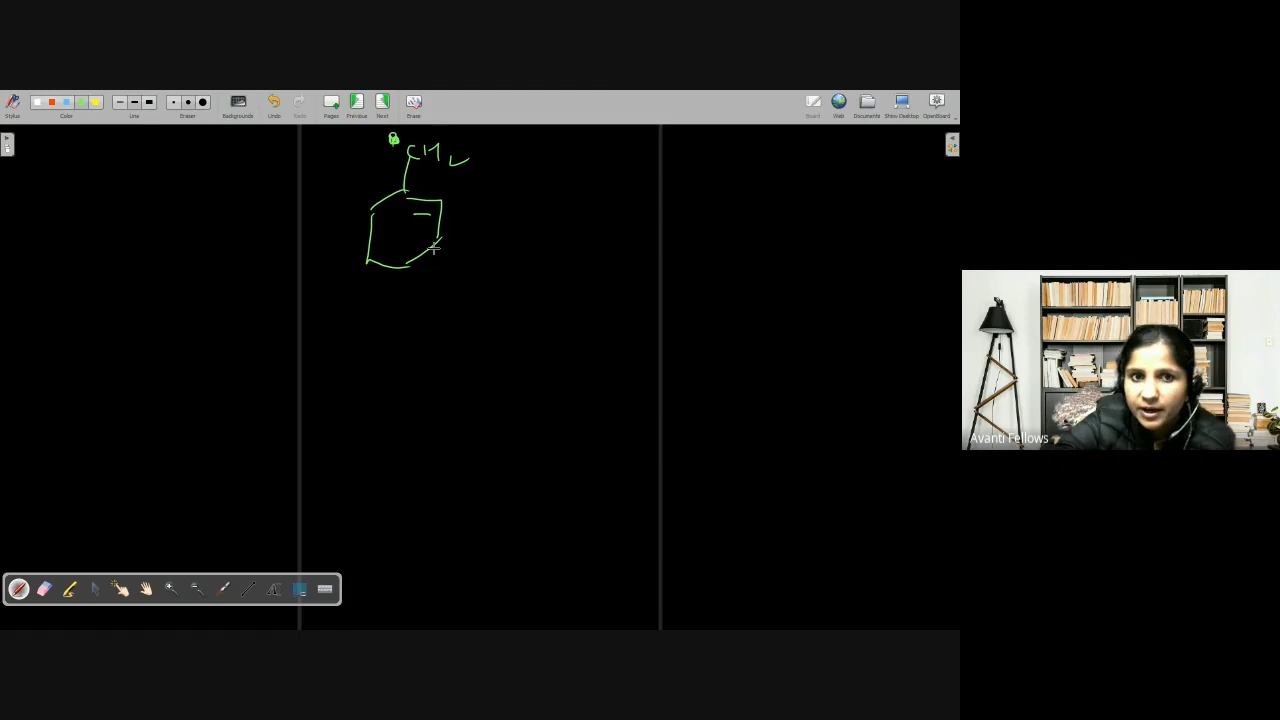 Stylus
Color
Line
Eraser
Backgrounds
Undo
Redo
Pages
Previous
Next
Erase
Board
Web
Documents
Show Desktop
OpenBoard
CH
Avanti Fellows